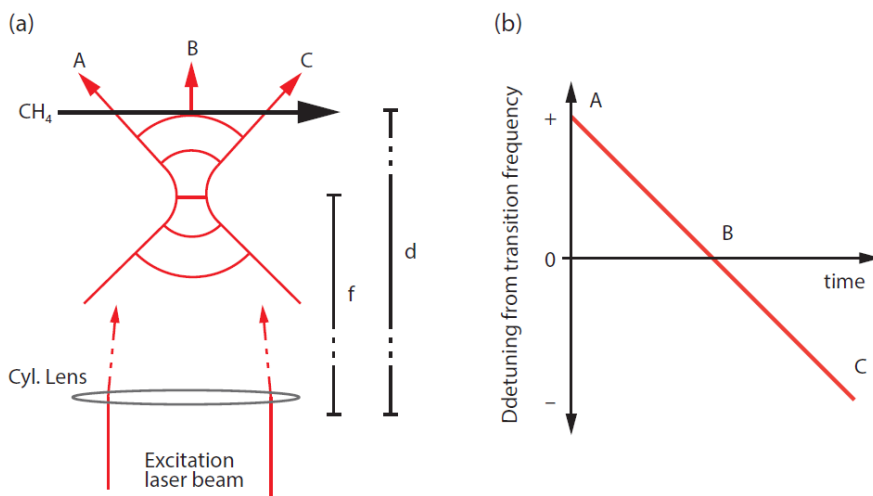 (a)
A
B
C
CH4
d
f
Cyl. Lens
Excitation
laser beam
(b)
Ddetuning from transition frequency
+
A
B
0
time
C
−